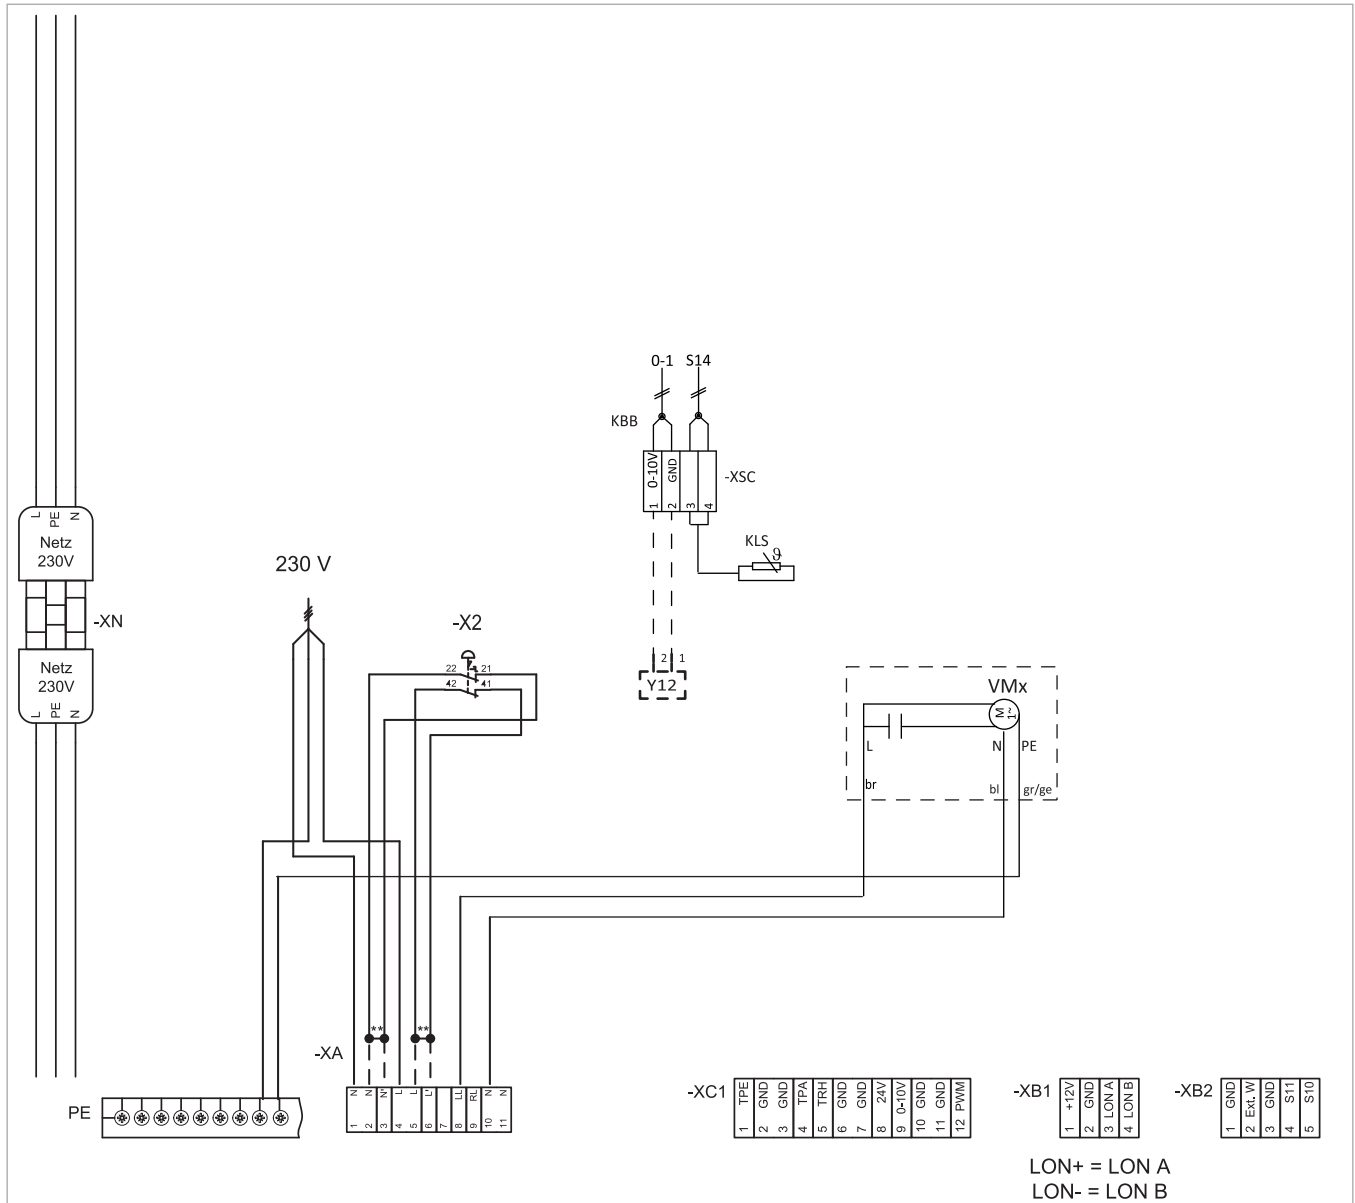 L PE N
Netz
230V
-XN
Netz
230V
L PE N
230 V
-X2
22 21
42 41
0-1 S14
KBB
0-10V GND
1 2 3 4
-XSC
KLS
ϑ
2 1
Y12
VMx
M
1~
L N PE
br bl gr/ge
** **
-XA
N N N' L L L' LL RL N N
1 2 3 4 5 6 7 8 9 10 11
PE
-XC1
1 TPE
2 GND
3 GND
4 TPA
5 TRH
6 GND
7 GND
8 24V
9 0-10V
10 GND
11 GND
12 PWM
-XB1
1 +12V
2 GND
3 LON A
4 LON B
LON+ = LON A
LON- = LON B
-XB2
1 GND
2 Ext. W
3 GND
4 S11
5 S10